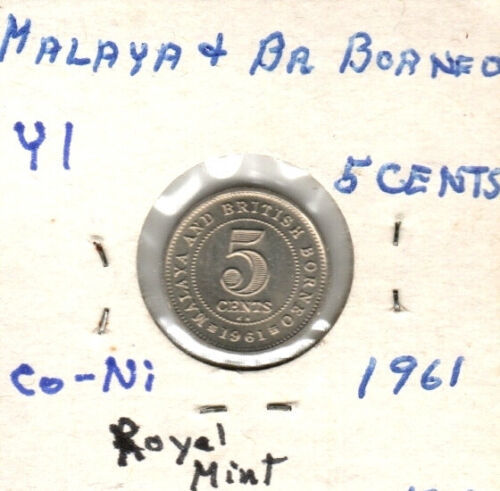 MALAYA & BR BORNEO
Y1
5 CENTS
MALAYA AND BRITISH BORNEO
5
CENTS
1961
Co-Ni
1961
Royal
Mint